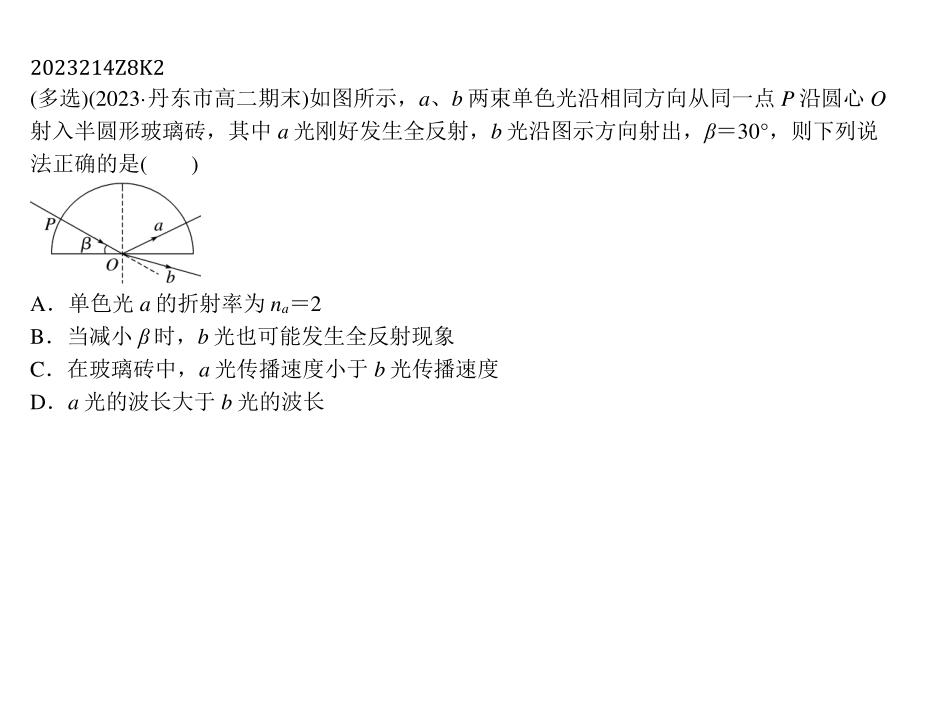 2023214Z8K2
(多选)(2023·丹东市高二期末)如图所示，a、b 两束单色光沿相同方向从同一点 P 沿圆心 O
射入半圆形玻璃砖，其中 a 光刚好发生全反射，b 光沿图示方向射出，β＝30°，则下列说
法正确的是(　　)
P
a
β
O
b
A．单色光 a 的折射率为 na＝2
B．当减小 β 时，b 光也可能发生全反射现象
C．在玻璃砖中，a 光传播速度小于 b 光传播速度
D．a 光的波长大于 b 光的波长